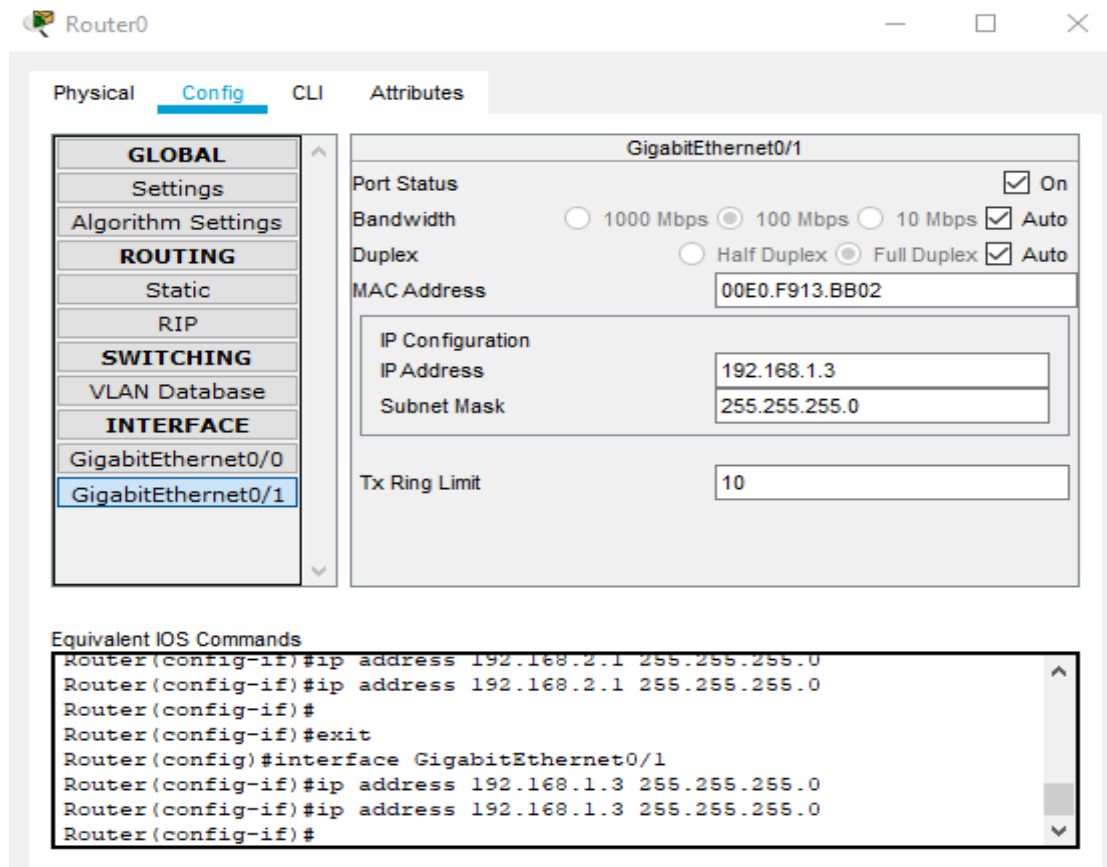 Router0
Physical Config CLI Attributes
GLOBAL
Settings
Algorithm Settings
ROUTING
Static
RIP
SWITCHING
VLAN Database
INTERFACE
GigabitEthernet0/0
GigabitEthernet0/1
GigabitEthernet0/1
Port Status On
Bandwidth 1000 Mbps 100 Mbps 10 Mbps Auto
Duplex Half Duplex Full Duplex Auto
MAC Address 00E0.F913.BB02
IP Configuration
IP Address 192.168.1.3
Subnet Mask 255.255.255.0
Tx Ring Limit 10
Equivalent IOS Commands
Router(config-if)#ip address 192.168.2.1 255.255.255.0
Router(config-if)#ip address 192.168.2.1 255.255.255.0
Router(config-if)#
Router(config-if)#exit
Router(config)#interface GigabitEthernet0/1
Router(config-if)#ip address 192.168.1.3 255.255.255.0
Router(config-if)#ip address 192.168.1.3 255.255.255.0
Router(config-if)#